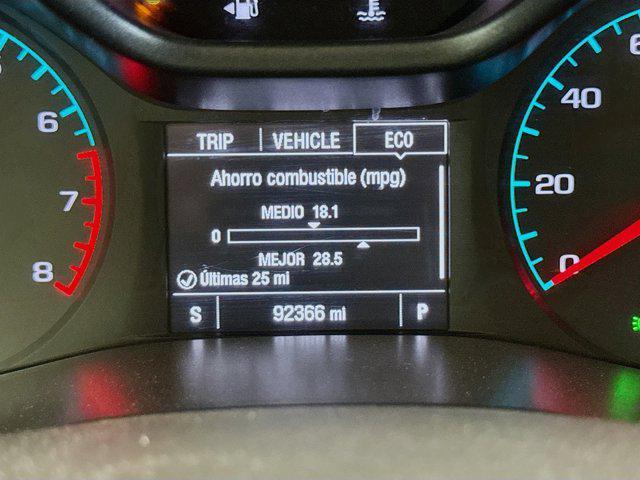 TRIP VEHICLE ECO
Ahorro combustible (mpg)
MEDIO 18.1
0
MEJOR 28.5
Últimas 25 mi
S 92366 mi P
6
7
8
40
20
0